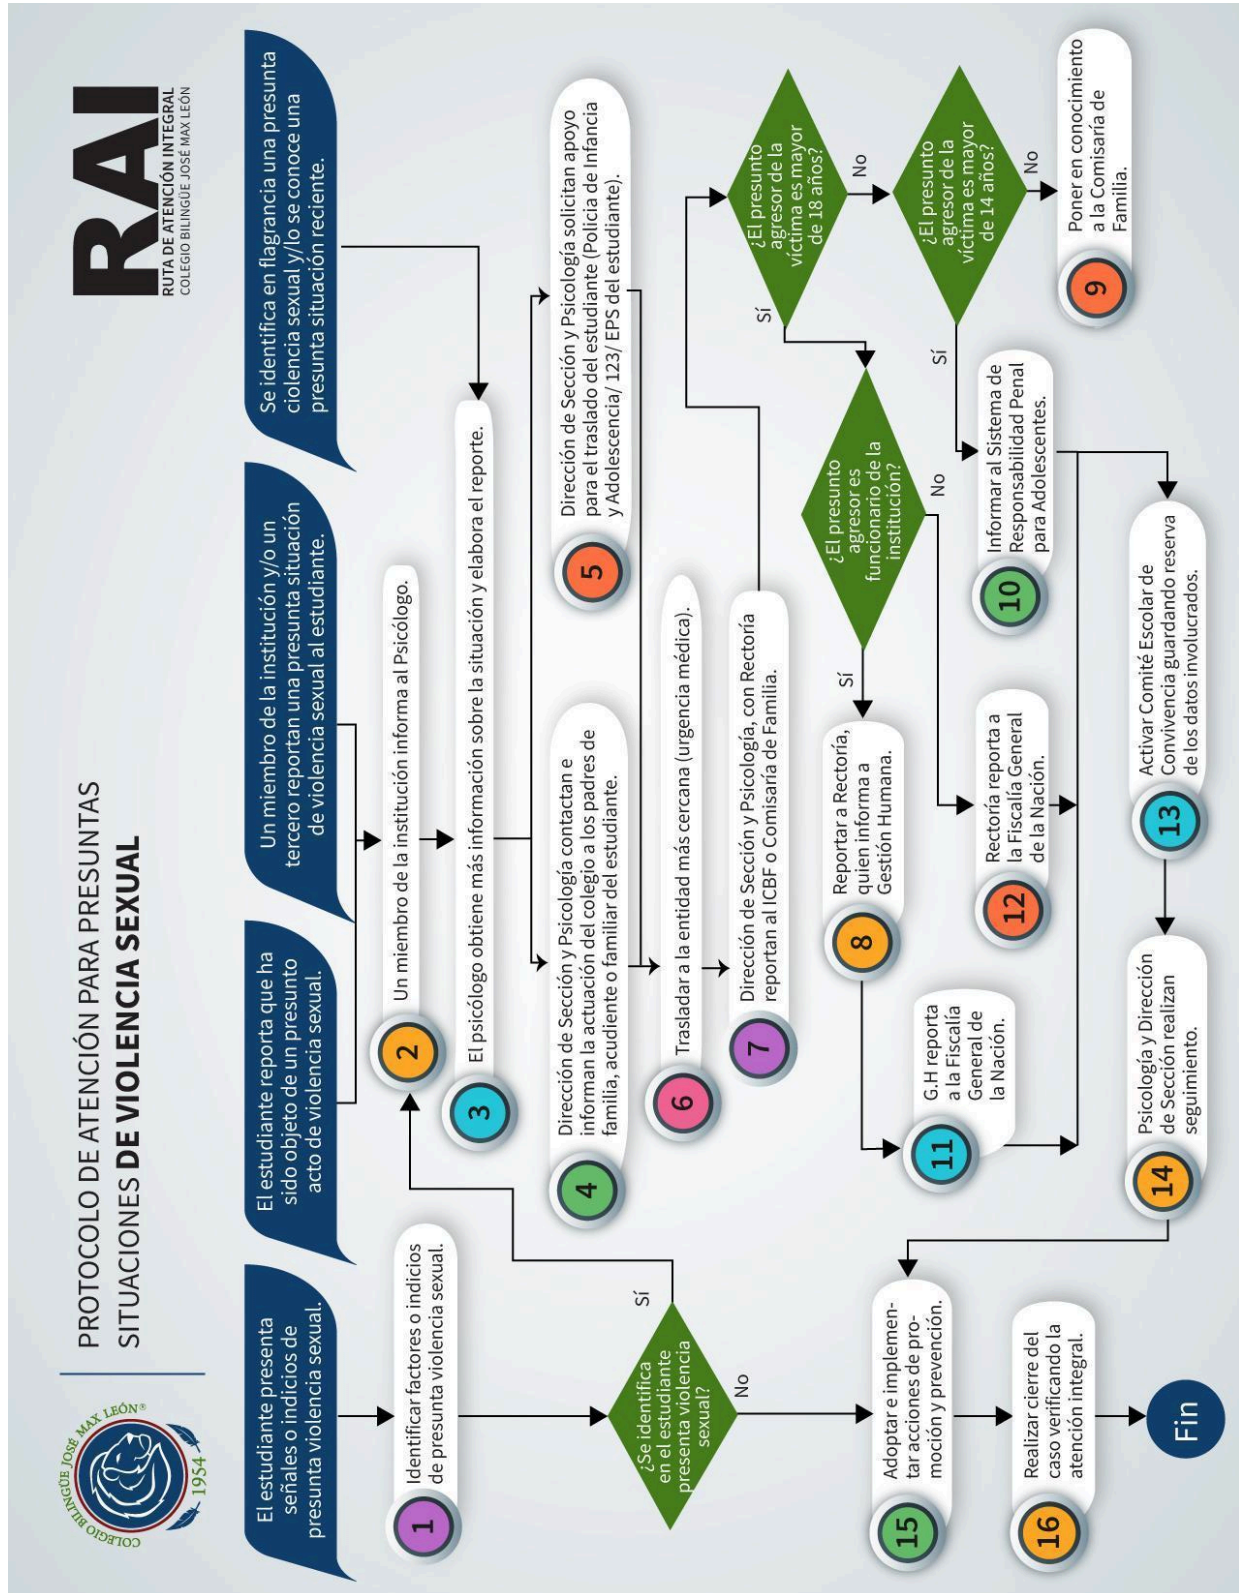 COLEGIO BILINGÜE JOSÉ MAX LEÓN®
1954
PROTOCOLO DE ATENCIÓN PARA PRESUNTAS
SITUACIONES DE VIOLENCIA SEXUAL
RAI
RUTA DE ATENCIÓN INTEGRAL
COLEGIO BILINGÜE JOSÉ MAX LEÓN
El estudiante presenta
señales o indicios de
presunta violencia sexual.
El estudiante reporta que ha
sido objeto de un presunto
acto de violencia sexual.
Un miembro de la institución y/o un
tercero reportan una presunta situación
de violencia sexual al estudiante.
Se identifica en flagrancia una presunta
ciolencia sexual y/lo se conoce una
presunta situación reciente.
1
Identificar factores o indicios
de presunta violencia sexual.
¿Se identifica
en el estudiante
presenta violencia
sexual?
Sí
No
2
Un miembro de la institución informa al Psicólogo.
3
El psicólogo obtiene más información sobre la situación y elabora el reporte.
4
Dirección de Sección y Psicología contactan e
informan la actuación del colegio a los padres de
familia, acudiente o familiar del estudiante.
5
Dirección de Sección y Psicología solicitan apoyo
para el traslado del estudiante (Policía de Infancia
y Adolescencia/ 123/ EPS del estudiante).
6
Trasladar a la entidad más cercana (urgencia médica).
7
Dirección de Sección y Psicología, con Rectoría
reportan al ICBF o Comisaría de Familia.
¿El presunto
agresor de la
víctima es mayor
de 18 años?
Sí
No
¿El presunto
agresor es
funcionario de la
institución?
Sí
No
¿El presunto
agresor de la
víctima es mayor
de 14 años?
Sí
No
8
Reportar a Rectoría,
quien informa a
Gestión Humana.
9
Poner en conocimiento
a la Comisaría de
Familia.
10
Informar al Sistema de
Responsabilidad Penal
para Adolescentes.
11
G.H reporta
a la Fiscalía
General de
la Nación.
12
Rectoría reporta a
la Fiscalía General
de la Nación.
13
Activar Comité Escolar de
Convivencia guardando reserva
de los datos involucrados.
14
Psicología y Dirección
de Sección realizan
seguimiento.
15
Adoptar e implemen-
tar acciones de pro-
moción y prevención.
16
Realizar cierre del
caso verificando la
atención integral.
Fin